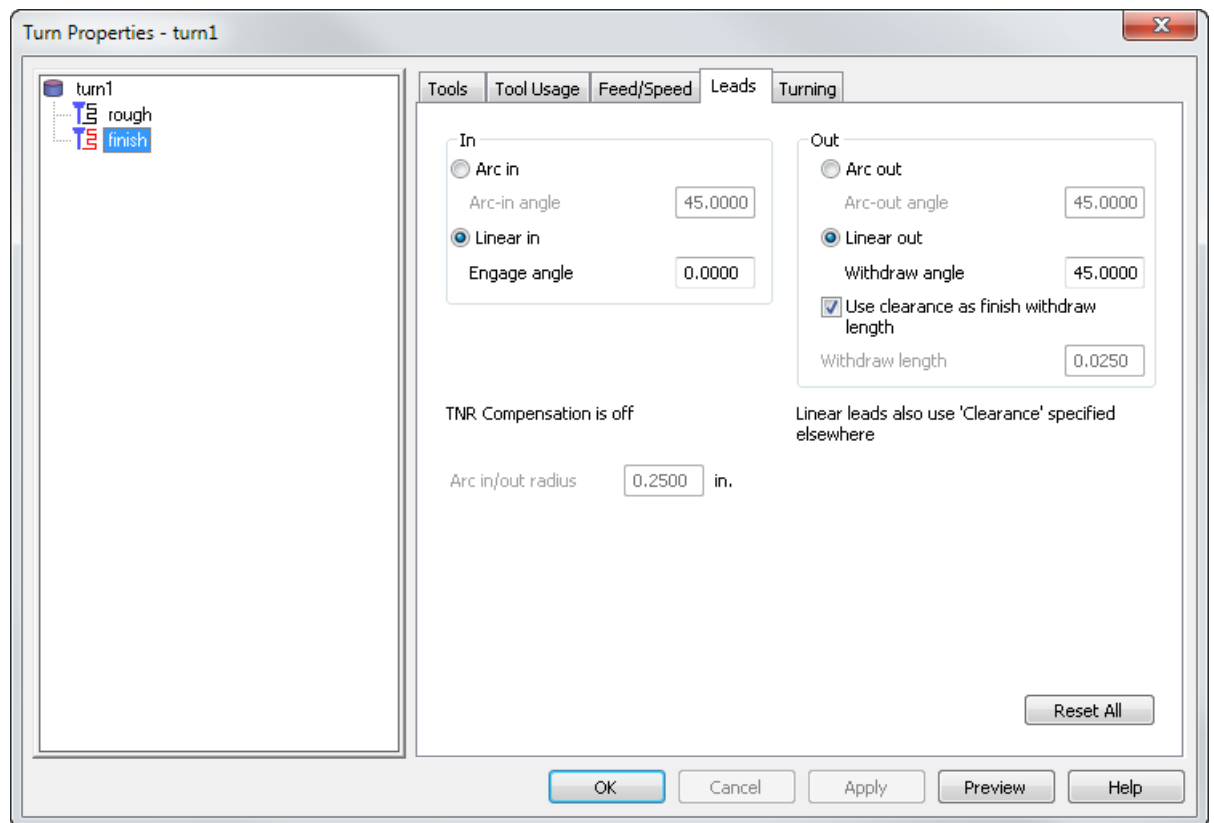 Turn Properties - turn1
turn1
rough
finish
Tools Tool Usage Feed/Speed Leads Turning
In
Arc in
Arc-in angle 45.0000
Linear in
Engage angle 0.0000
Out
Arc out
Arc-out angle 45.0000
Linear out
Withdraw angle 45.0000
Use clearance as finish withdraw
length
Withdraw length 0.0250
TNR Compensation is off
Linear leads also use 'Clearance' specified
elsewhere
Arc in/out radius 0.2500 in.
Reset All
OK Cancel Apply Preview Help